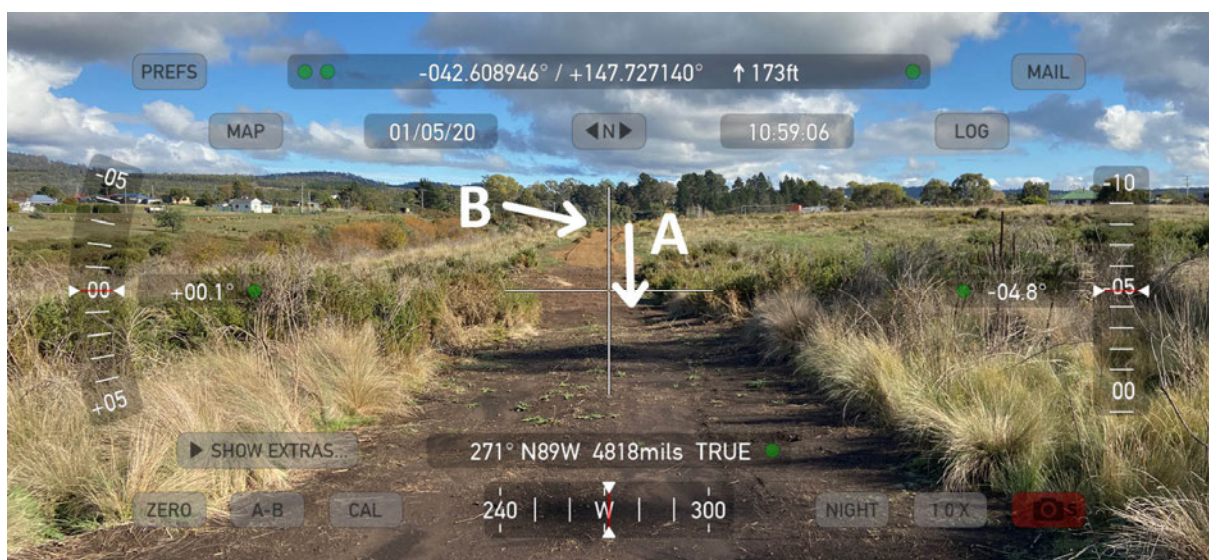 PREFS -042.608946° / +147.727140° ↑ 173ft MAIL
MAP 01/05/20 ◀N▶ 10:59:06 LOG
-05 -10
B A
00 +00.1° -04.8° -05
+05 00
▶ SHOW EXTRAS... 271° N89W 4818mils TRUE
ZERO A-B CAL 240 W 300 NIGHT 1.0X S